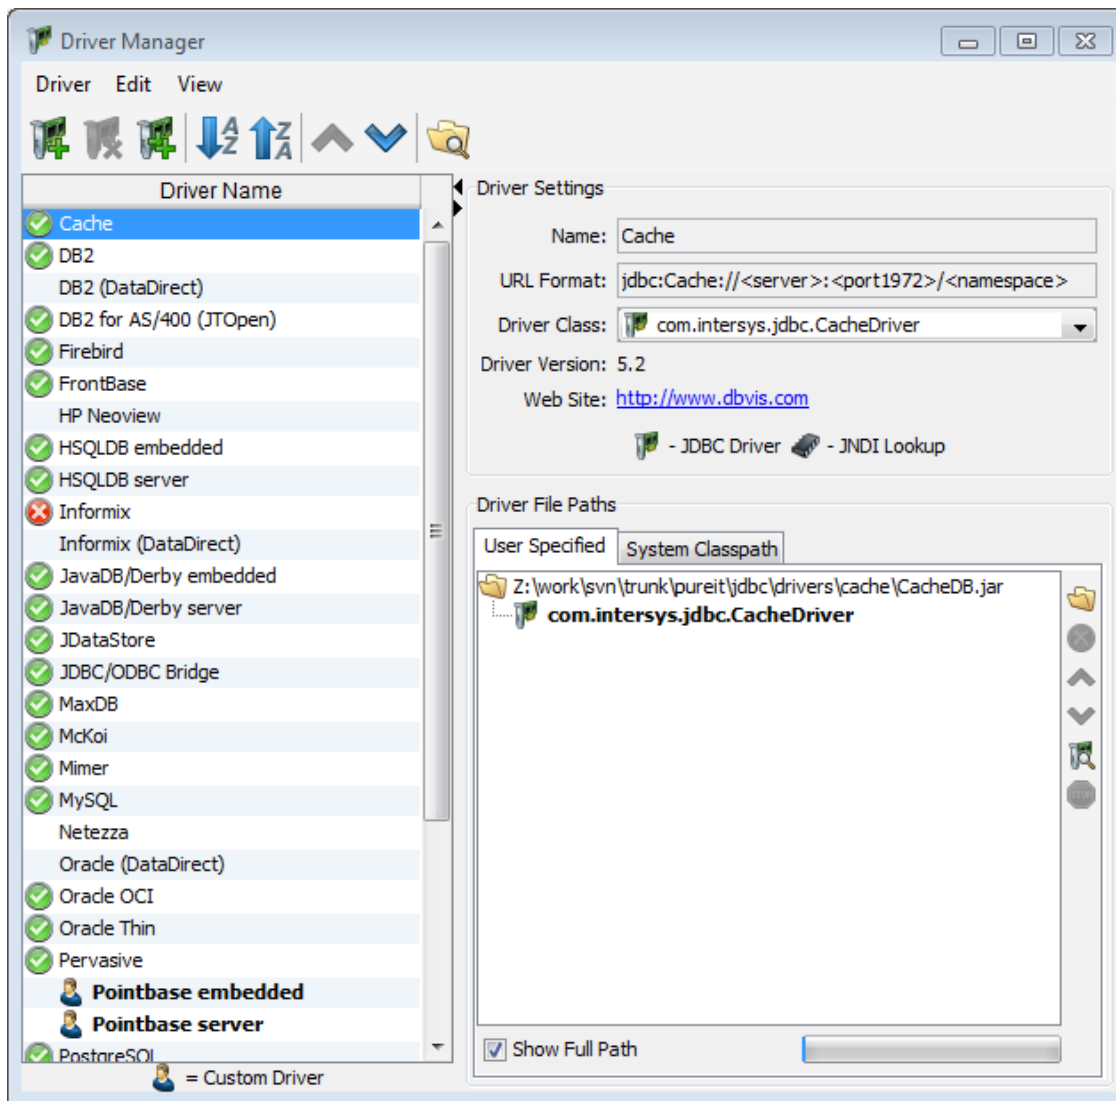 Driver Manager
Driver Edit View
Driver Name
Cache
DB2
DB2 (DataDirect)
DB2 for AS/400 (JTOpen)
Firebird
FrontBase
HP Neoview
HSQLDB embedded
HSQLDB server
Informix
Informix (DataDirect)
JavaDB/Derby embedded
JavaDB/Derby server
JDataStore
JDBC/ODBC Bridge
MaxDB
McKoi
Mimer
MySQL
Netezza
Oracle (DataDirect)
Oracle OCI
Oracle Thin
Pervasive
Pointbase embedded
Pointbase server
PostgreSQL
= Custom Driver
Driver Settings
Name: Cache
URL Format: jdbc:Cache://<server>:<port1972>/<namespace>
Driver Class: com.intersys.jdbc.CacheDriver
Driver Version: 5.2
Web Site: http://www.dbvis.com
- JDBC Driver - JNDI Lookup
Driver File Paths
User Specified System Classpath
Z:\work\svn\trunk\pureit\jdbc\drivers\cache\CacheDB.jar
com.intersys.jdbc.CacheDriver
STOP
Show Full Path